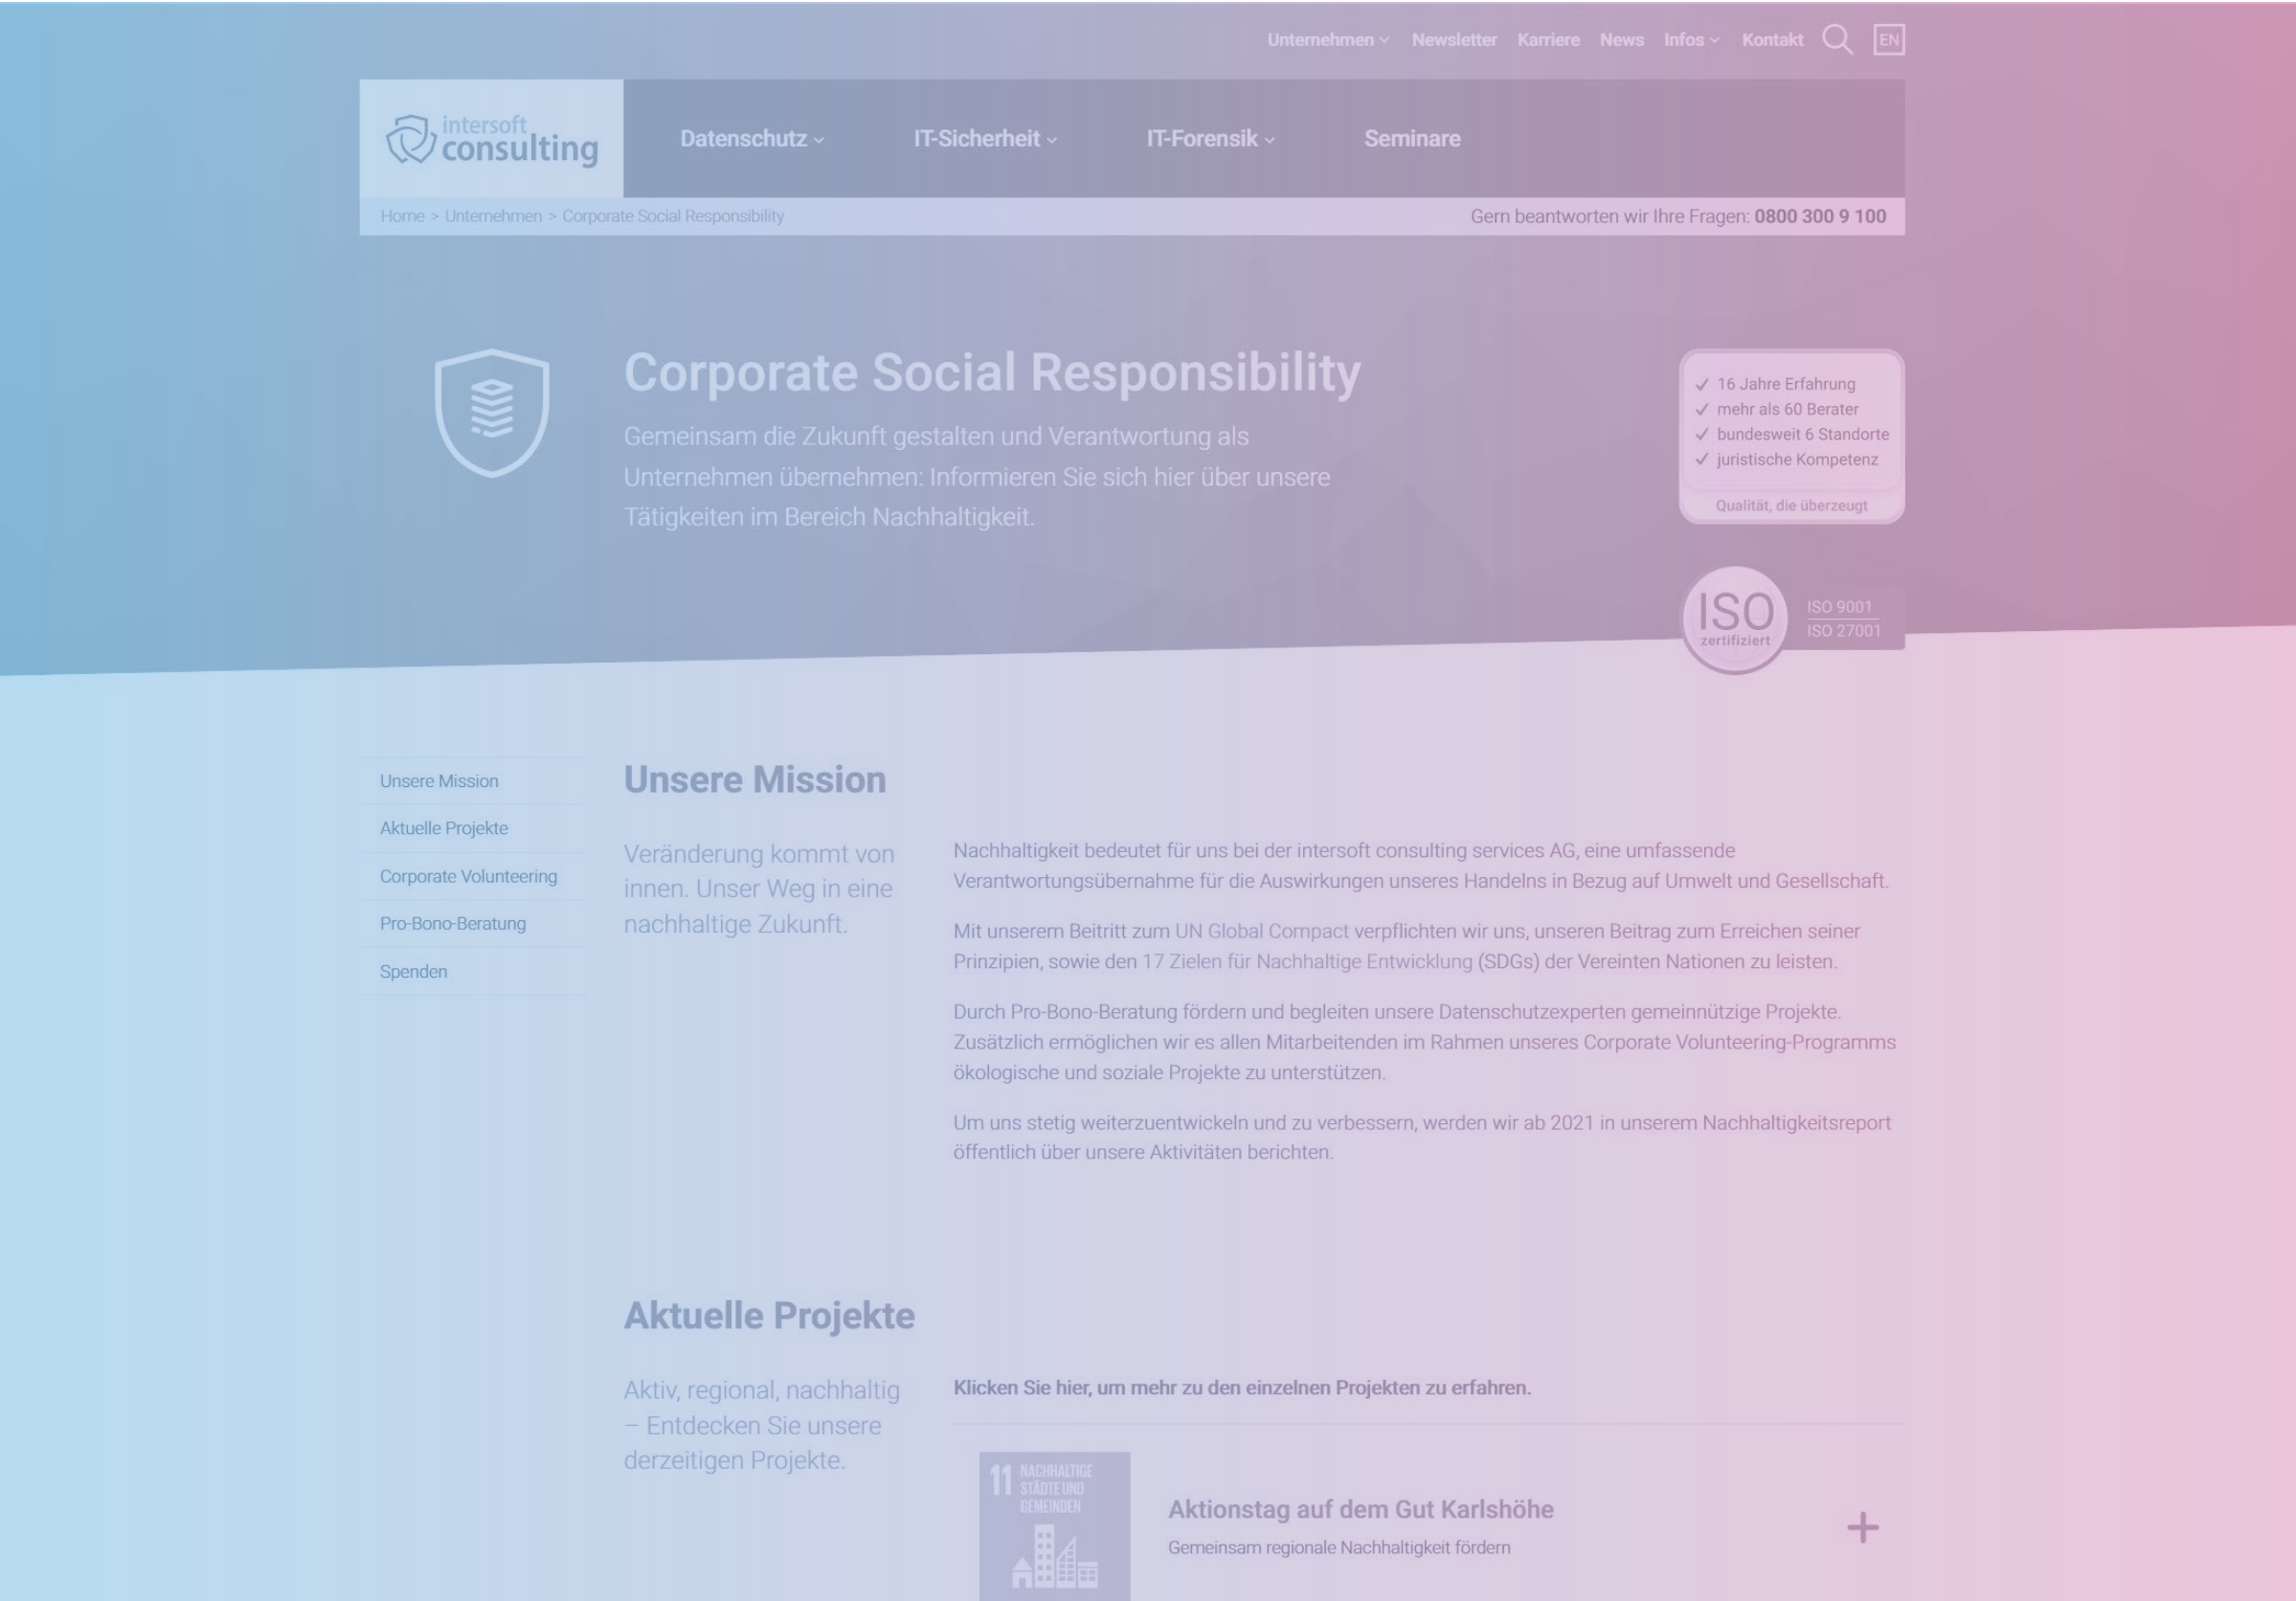 Unternehmen Newsletter Karriere News Infos Kontakt EN
intersoft
consulting
Datenschutz IT-Sicherheit IT-Forensik Seminare
Home > Unternehmen > Corporate Social Responsibility
Gern beantworten wir Ihre Fragen: 0800 300 9 100
Corporate Social Responsibility
Gemeinsam die Zukunft gestalten und Verantwortung als
Unternehmen übernehmen: Informieren Sie sich hier über unsere
Tätigkeiten im Bereich Nachhaltigkeit.
16 Jahre Erfahrung
mehr als 60 Berater
bundesweit 6 Standorte
juristische Kompetenz
Qualität, die überzeugt
ISO
zertifiziert
ISO 9001
ISO 27001
Unsere Mission
Aktuelle Projekte
Corporate Volunteering
Pro-Bono-Beratung
Spenden
Unsere Mission
Veränderung kommt von
innen. Unser Weg in eine
nachhaltige Zukunft.
Nachhaltigkeit bedeutet für uns bei der intersoft consulting services AG, eine umfassende
Verantwortungsübernahme für die Auswirkungen unseres Handelns in Bezug auf Umwelt und Gesellschaft.
Mit unserem Beitritt zum UN Global Compact verpflichten wir uns, unseren Beitrag zum Erreichen seiner
Prinzipien, sowie den 17 Zielen für Nachhaltige Entwicklung (SDGs) der Vereinten Nationen zu leisten.
Durch Pro-Bono-Beratung fördern und begleiten unsere Datenschutzexperten gemeinnützige Projekte.
Zusätzlich ermöglichen wir es allen Mitarbeitenden im Rahmen unseres Corporate Volunteering-Programms
ökologische und soziale Projekte zu unterstützen.
Um uns stetig weiterzuentwickeln und zu verbessern, werden wir ab 2021 in unserem Nachhaltigkeitsreport
öffentlich über unsere Aktivitäten berichten.
Aktuelle Projekte
Aktiv, regional, nachhaltig
– Entdecken Sie unsere
derzeitigen Projekte.
Klicken Sie hier, um mehr zu den einzelnen Projekten zu erfahren.
11 NACHHALTIGE
STÄDTE UND
GEMEINDEN
Aktionstag auf dem Gut Karlshöhe
Gemeinsam regionale Nachhaltigkeit fördern